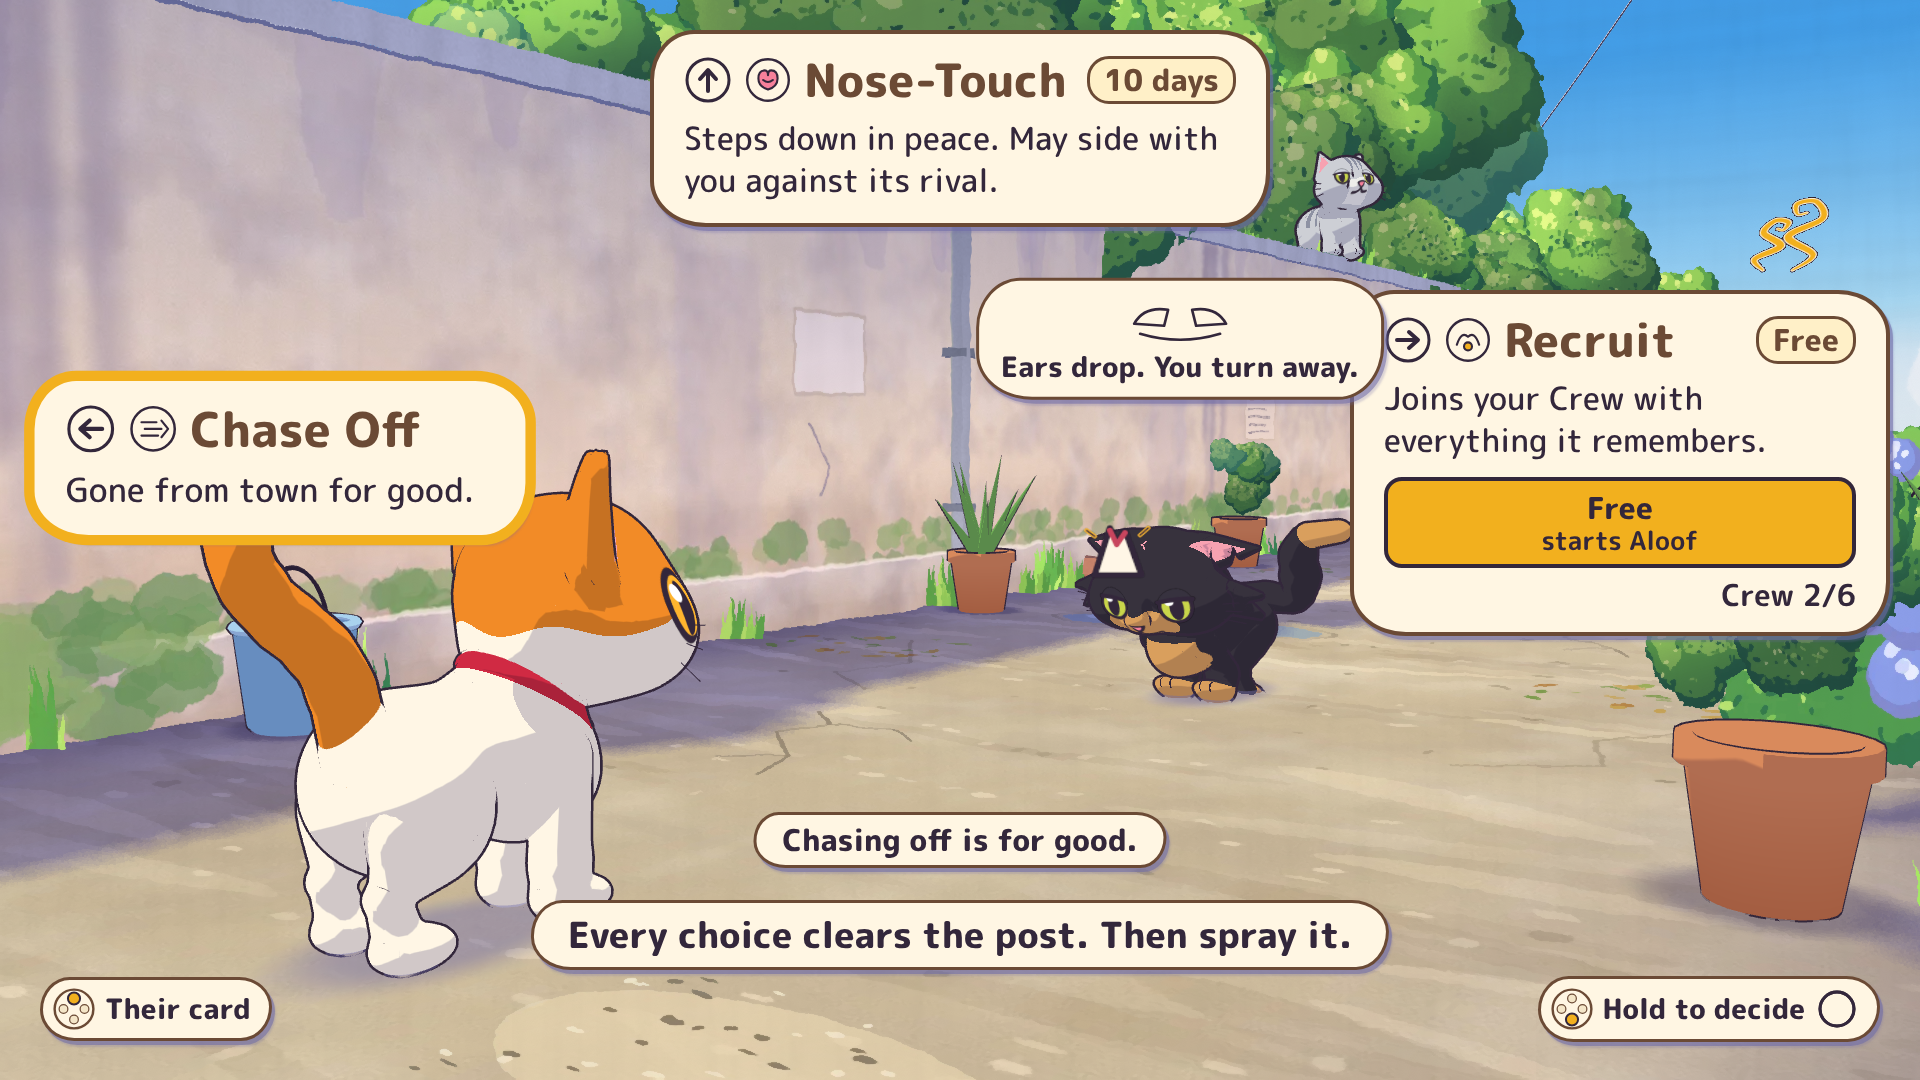 Nose-Touch
10 days
Steps down in peace. May side with
you against its rival.
Ears drop. You turn away.
Recruit
Free
Joins your Crew with
everything it remembers.
Free
starts Aloof
Crew 2/6
Chase Off
Gone from town for good.
Chasing off is for good.
Every choice clears the post. Then spray it.
Their card
Hold to decide